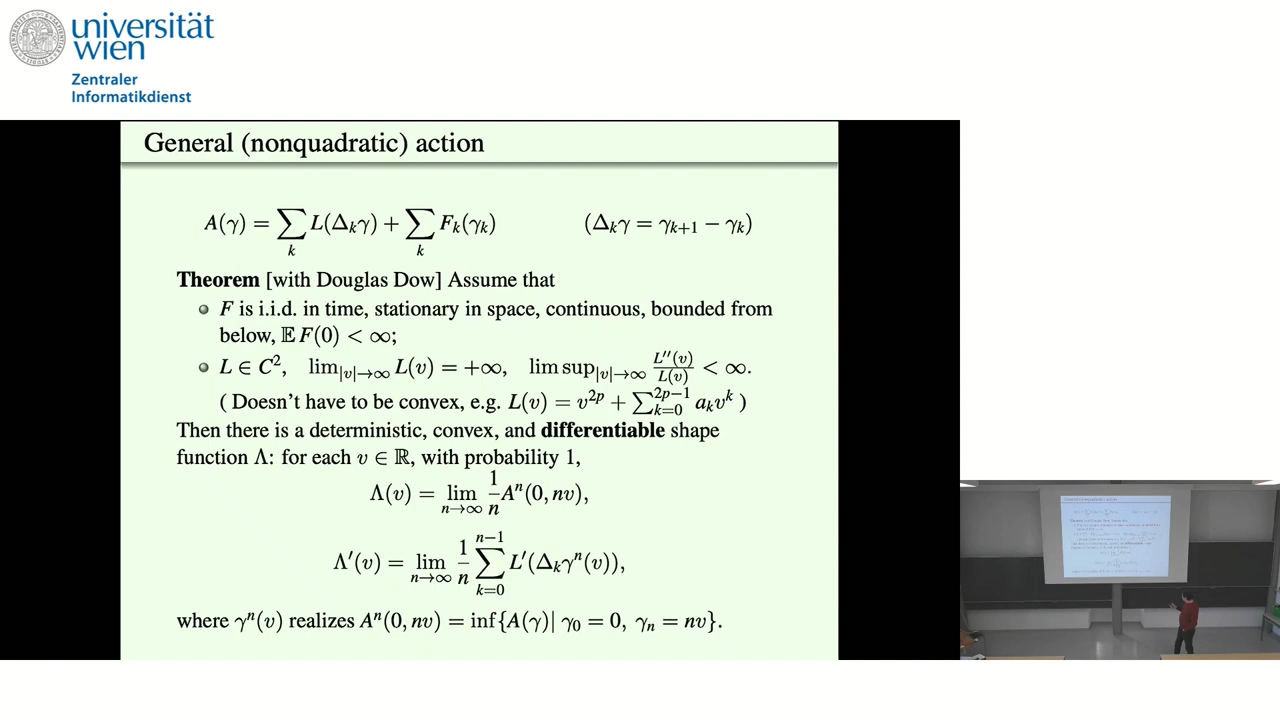 universität
wien
Zentraler
Informatikdienst
General (nonquadratic) action
A(γ) = ∑_k L(Δ_kγ) + ∑_k F_k(γ_k) (Δ_kγ = γ_{k+1} − γ_k)
Theorem [with Douglas Dow] Assume that
F is i.i.d. in time, stationary in space, continuous, bounded from
below, 𝔼 F(0) < ∞;
L ∈ C², lim_{|v|→∞} L(v) = +∞, lim sup_{|v|→∞} L″(v)/L(v) < ∞.
( Doesn't have to be convex, e.g. L(v) = v^{2p} + ∑_{k=0}^{2p−1} a_k v^k )
Then there is a deterministic, convex, and differentiable shape
function Λ: for each v ∈ ℝ, with probability 1,
Λ(v) = lim_{n→∞} 1/n A^n(0, nv),
Λ′(v) = lim_{n→∞} 1/n ∑_{k=0}^{n−1} L′(Δ_kγ^n(v)),
where γ^n(v) realizes A^n(0, nv) = inf{A(γ)| γ_0 = 0, γ_n = nv}.
General (nonquadratic) action